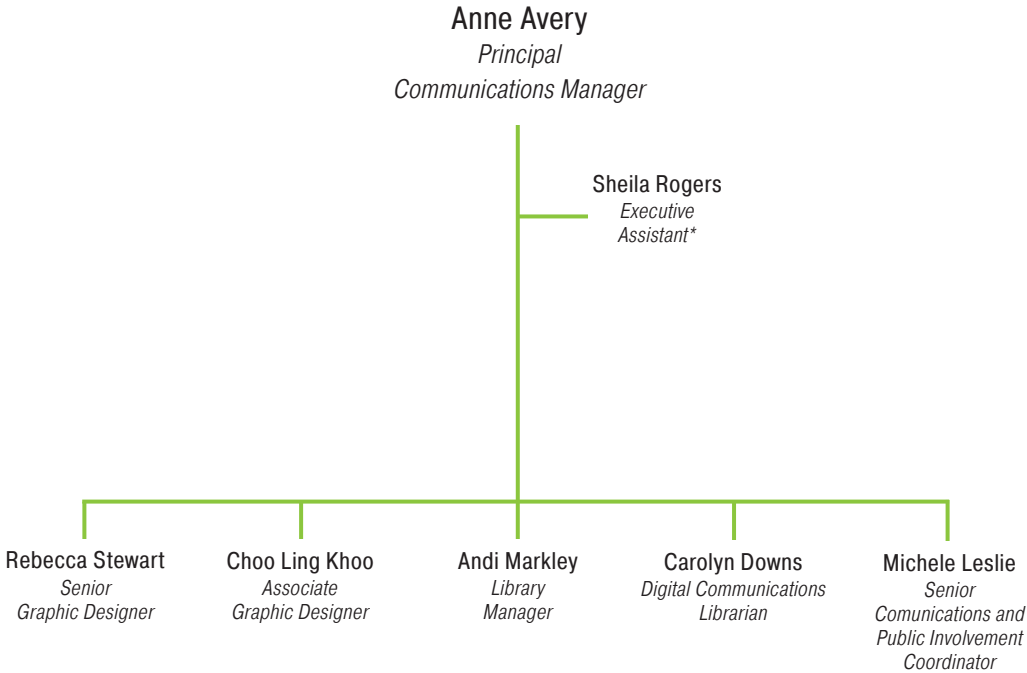 Anne Avery
Principal
Communications Manager
Sheila Rogers
Executive
Assistant*
Rebecca Stewart
Senior
Graphic Designer
Choo Ling Khoo
Associate
Graphic Designer
Andi Markley
Library
Manager
Carolyn Downs
Digital Communications
Librarian
Michele Leslie
Senior
Comunications and
Public Involvement
Coordinator